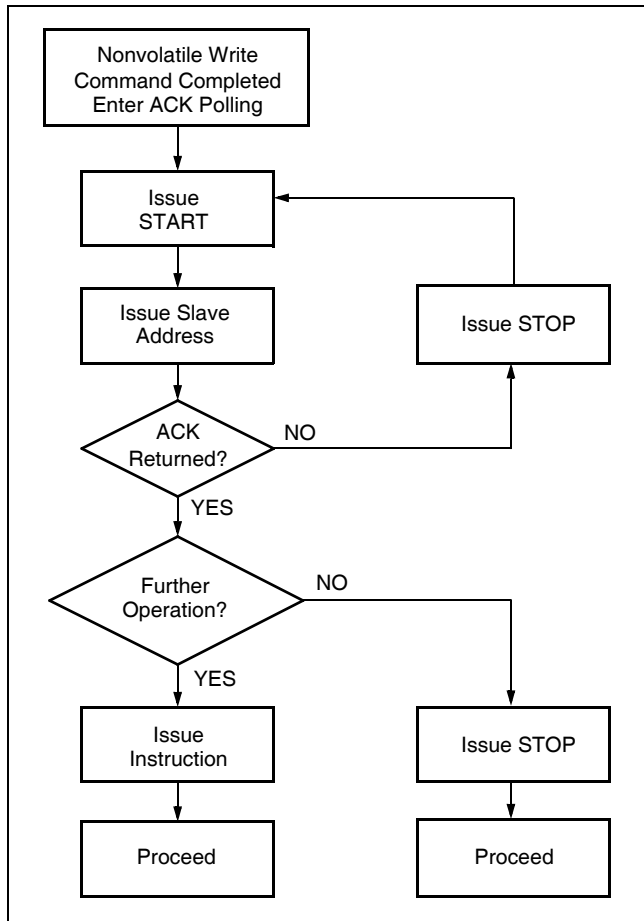 Nonvolatile Write
Command Completed
Enter ACK Polling
Issue
START
Issue Slave
Address
Issue STOP
ACK
Returned?
NO
YES
Further
Operation?
NO
YES
Issue
Instruction
Issue STOP
Proceed
Proceed